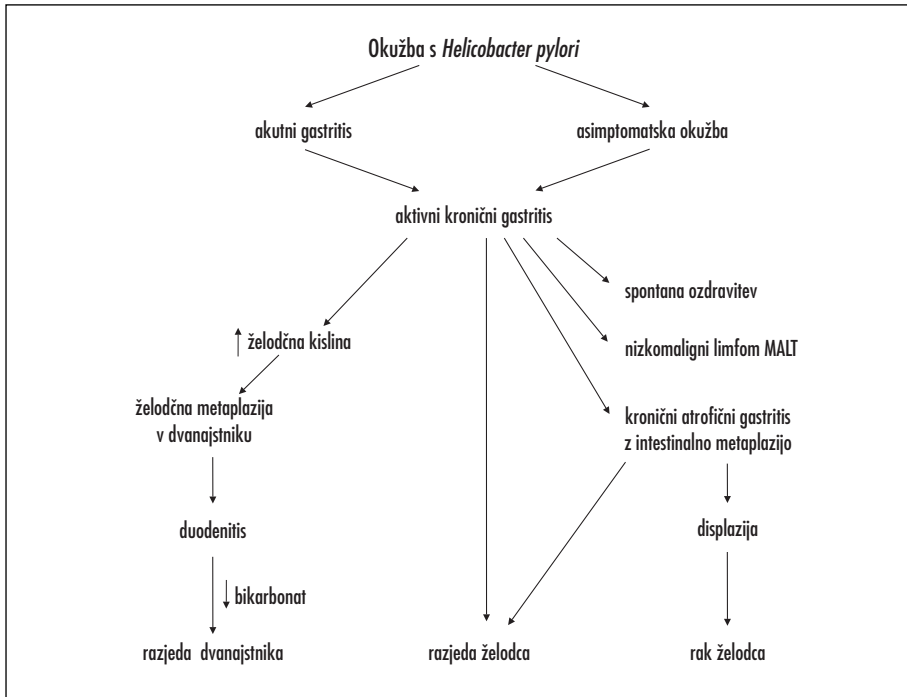 Okužba s Helicobacter pylori
akutni gastritis
asimptomatska okužba
aktivni kronični gastritis
spontana ozdravitev
↑ želodčna kislina
nizkomaligni limfom MALT
želodčna metaplazija
v dvanajstniku
kronični atrofični gastritis
z intestinalno metaplazijo
duodenitis
displazija
↓ bikarbonat
razjeda dvanajstnika
razjeda želodca
rak želodca